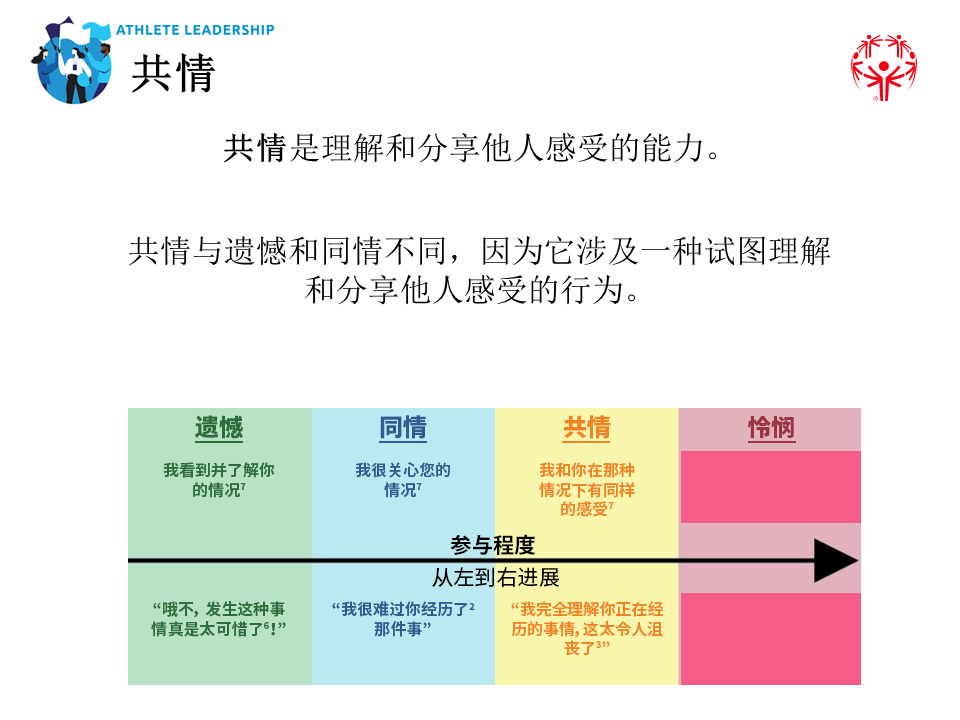 ATHLETE LEADERSHIP
共情
共情是理解和分享他人感受的能力。
共情与遗憾和同情不同，因为它涉及一种试图理解
和分享他人感受的行为。
遗憾
我看到并了解你
的情况⁷
同情
我很关心您的
情况⁷
共情
我和你在那种
情况下有同样
的感受⁷
怜悯
参与程度
从左到右进展
“哦不，发生这种事
情真是太可惜了⁶！”
“我很难过你经历了²
那件事”
“我完全理解你正在经
历的事情，这太令人沮
丧了³”